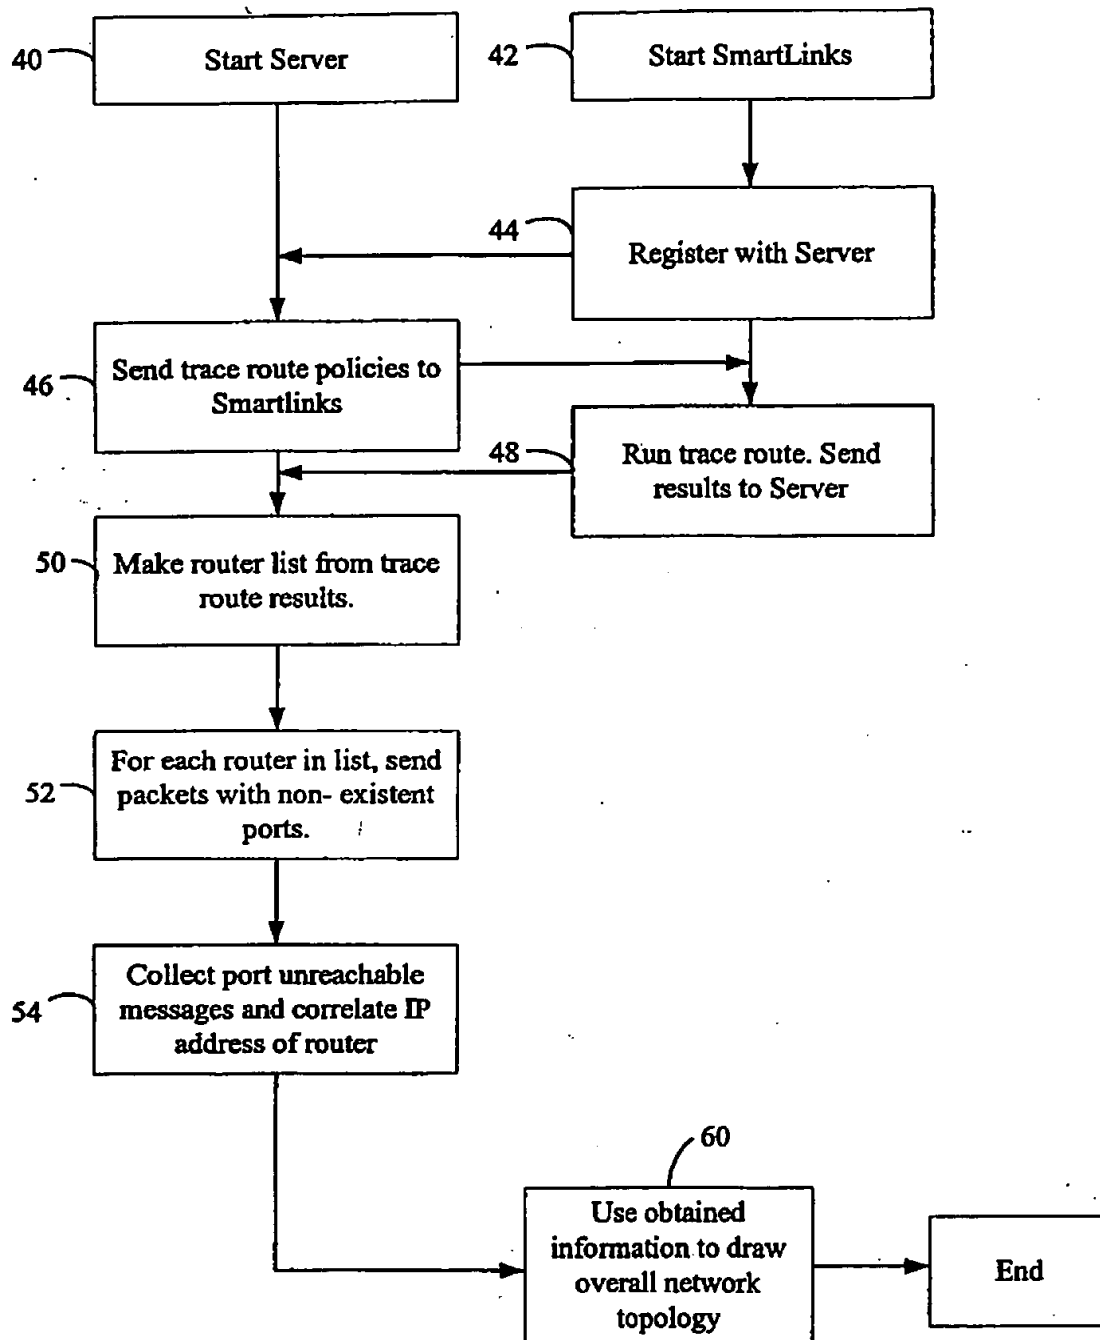 40
Start Server
42
Start SmartLinks
44
Register with Server
46
Send trace route policies to
Smartlinks
48
Run trace route. Send
results to Server
50
Make router list from trace
route results.
52
For each router in list, send
packets with non- existent
ports.
54
Collect port unreachable
messages and correlate IP
address of router
60
Use obtained
information to draw
overall network
topology
End